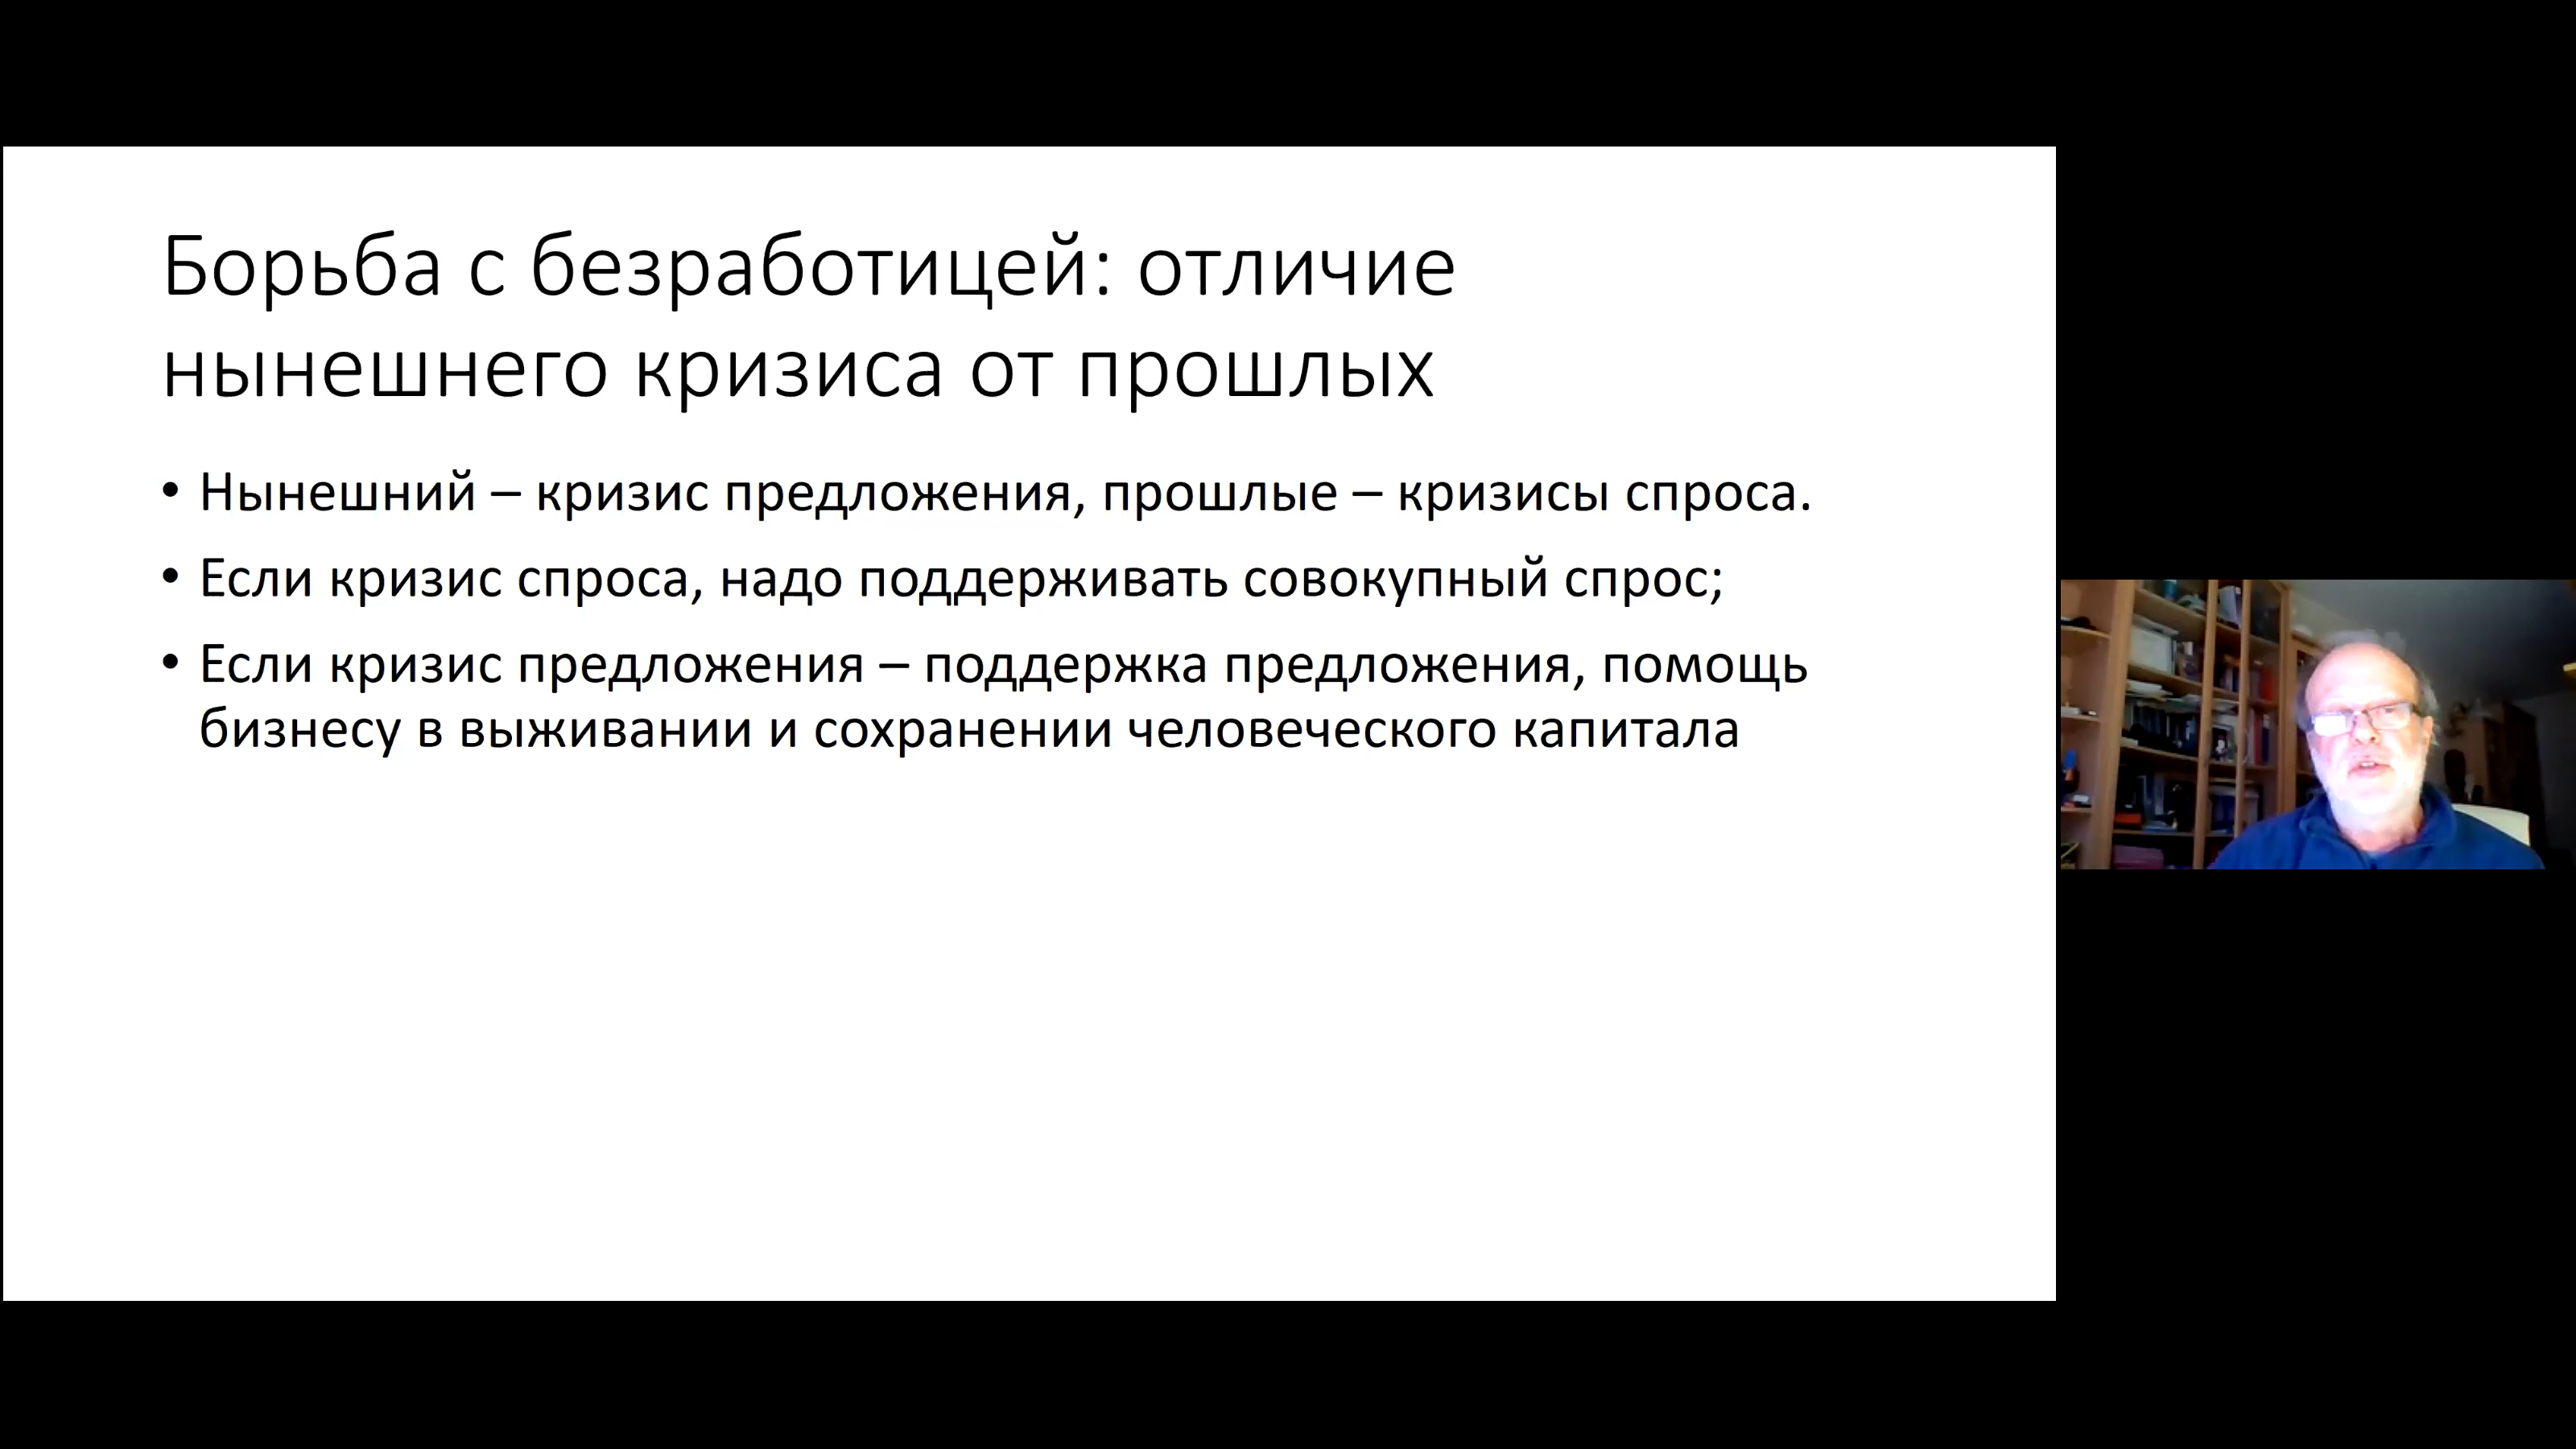 Борьба с безработицей: отличие
нынешнего кризиса от прошлых
• Нынешний – кризис предложения, прошлые – кризисы спроса.
• Если кризис спроса, надо поддерживать совокупный спрос;
• Если кризис предложения – поддержка предложения, помощь
бизнесу в выживании и сохранении человеческого капитала